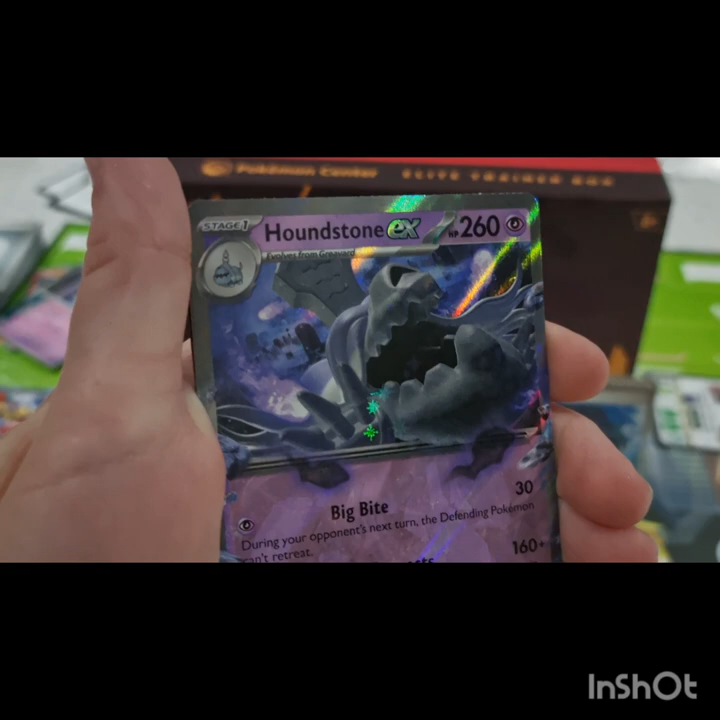 Pokémon Center ELITE TRAINER BOX
STAGE 1 Houndstone ex HP 260
Evolves from Greavard
Big Bite 30
During your opponent's next turn, the Defending Pokémon
can't retreat.
160+
InShOt